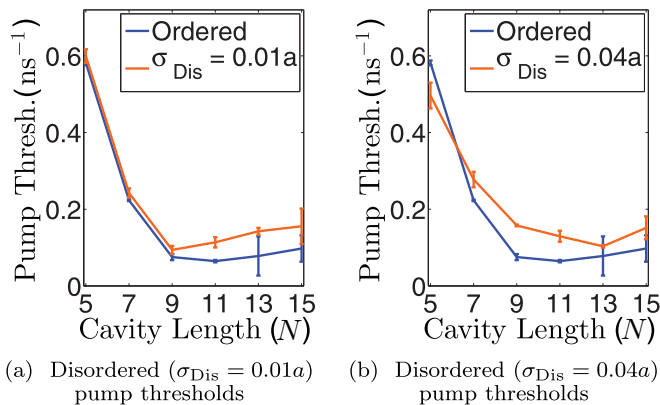 Ordered
σ Dis = 0.01a
Pump Thresh.(ns⁻¹)
0.6
0.4
0.2
0
5 7 9 11 13 15
Cavity Length (N)
(a) Disordered (σDis = 0.01a)
pump thresholds
Ordered
σ Dis = 0.04a
Pump Thresh.(ns⁻¹)
0.6
0.4
0.2
0
5 7 9 11 13 15
Cavity Length (N)
(b) Disordered (σDis = 0.04a)
pump thresholds